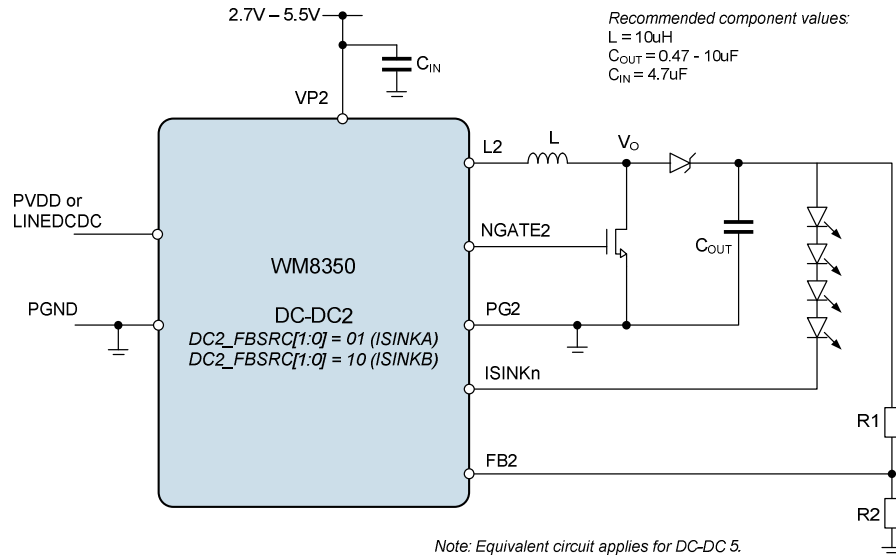 2.7V – 5.5V
Recommended component values:
L = 10uH
COUT = 0.47 - 10uF
CIN = 4.7uF
CIN
VP2
L2
L
VO
PVDD or
LINEDCDC
NGATE2
COUT
WM8350
PGND
DC-DC2
PG2
DC2_FBSRC[1:0] = 01 (ISINKA)
DC2_FBSRC[1:0] = 10 (ISINKB)
ISINKn
R1
FB2
R2
Note: Equivalent circuit applies for DC-DC 5.